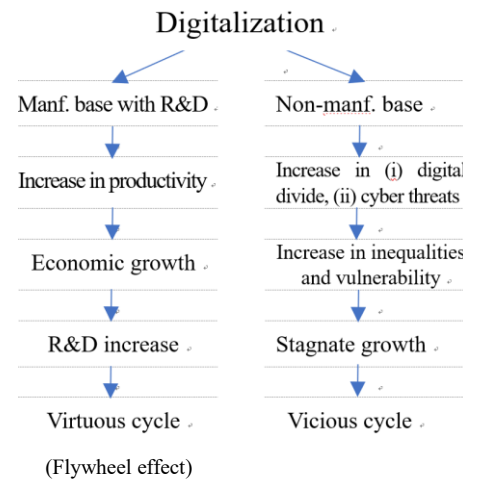 Digitalization
Manf. base with R&D
Increase in productivity
Economic growth
R&D increase
Virtuous cycle
(Flywheel effect)
Non-manf. base
Increase in (i) digital
divide, (ii) cyber threats
Increase in inequalities
and vulnerability
Stagnate growth
Vicious cycle